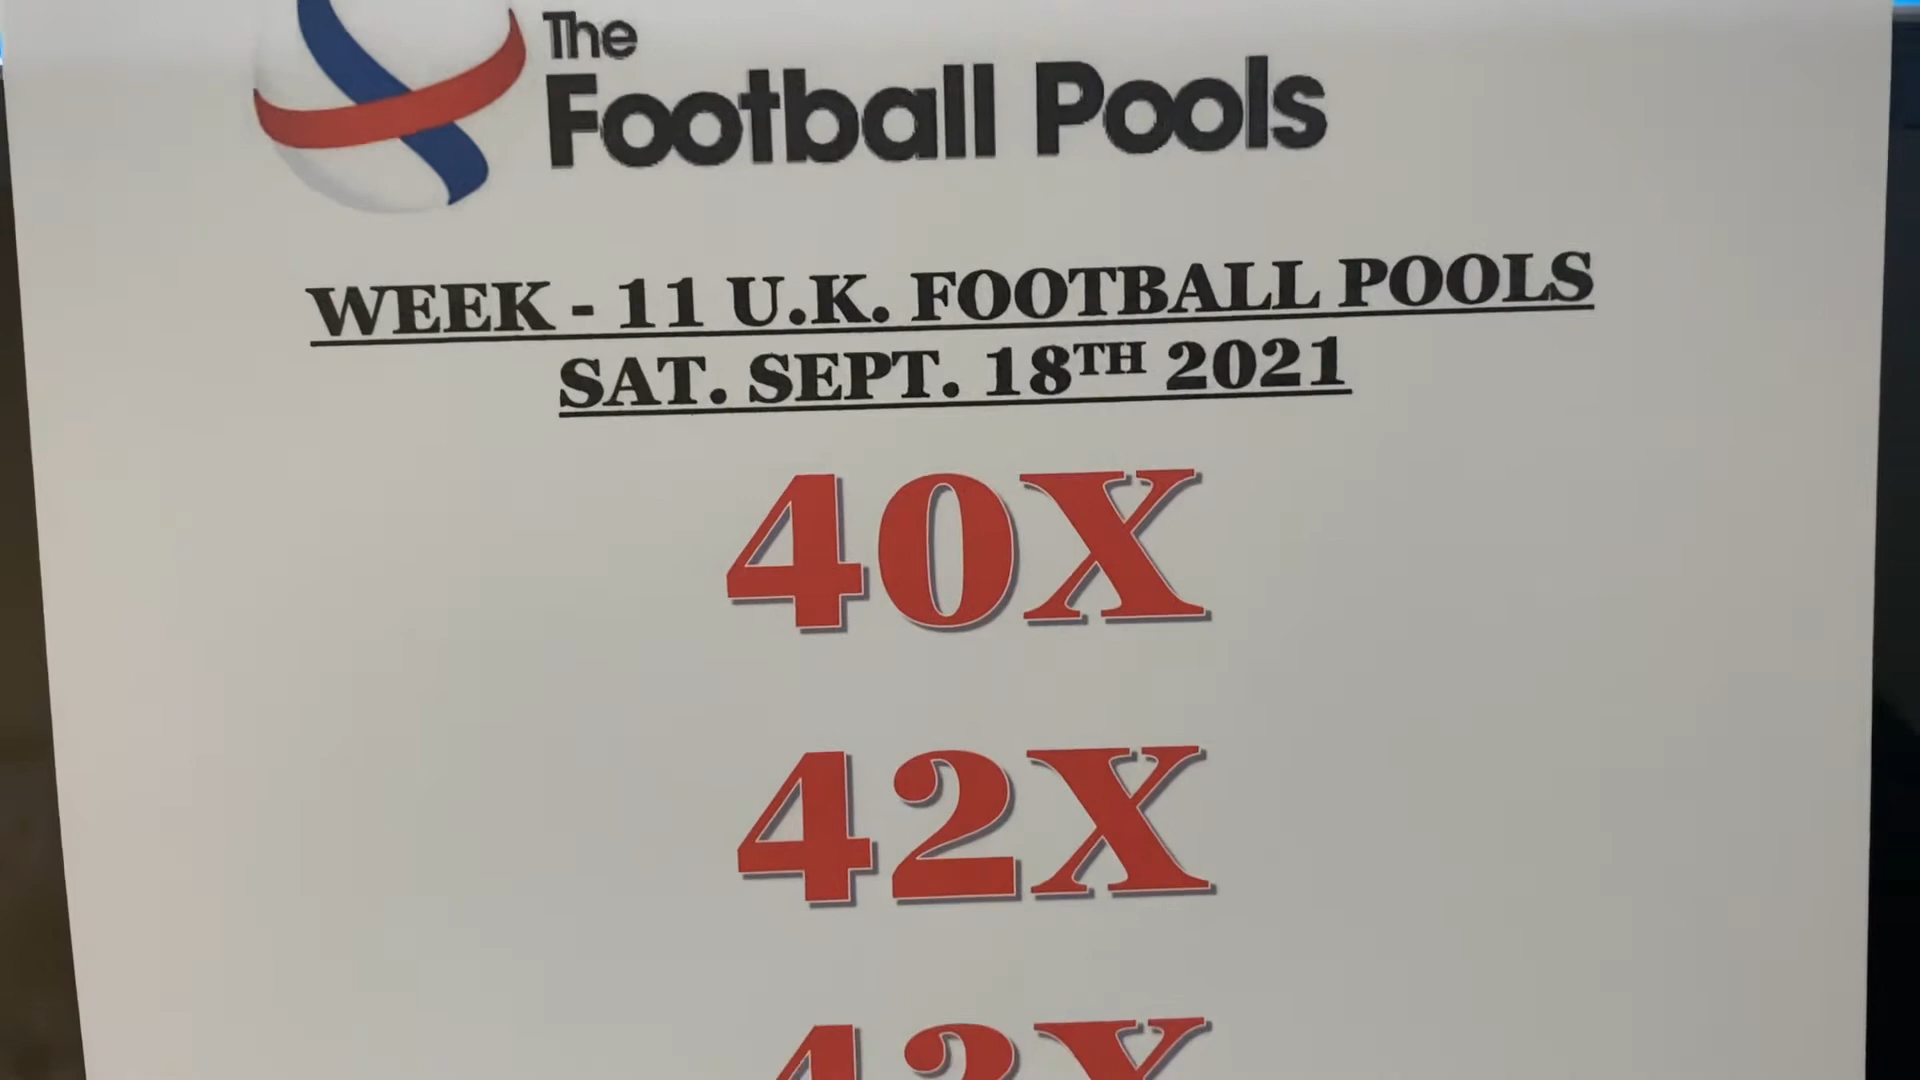 The
Football Pools
WEEK - 11 U.K. FOOTBALL POOLS
SAT. SEPT. 18TH 2021
40X
42X